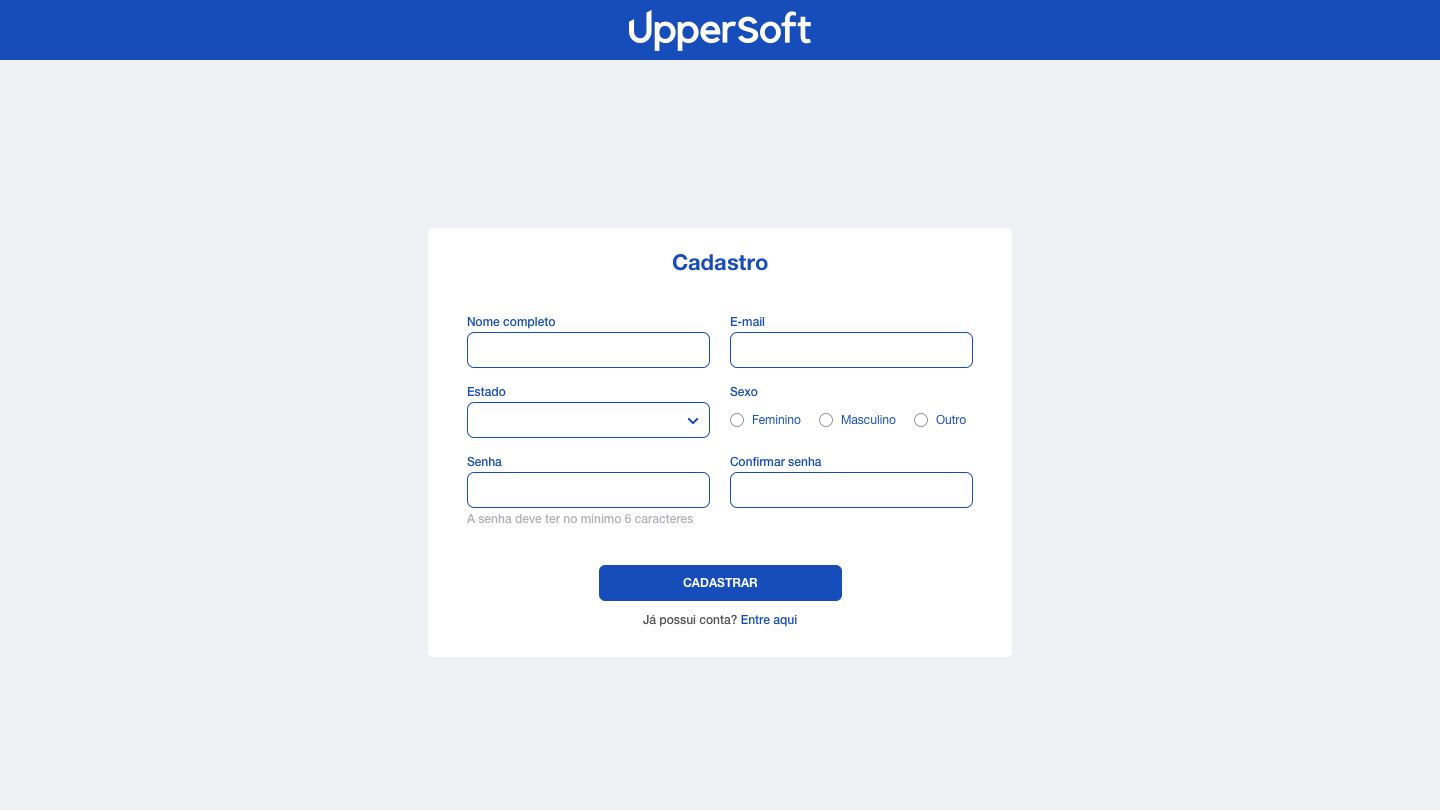 UpperSoft
Cadastro
Nome completo
E-mail
Estado
Sexo
Feminino
Masculino
Outro
Senha
Confirmar senha
A senha deve ter no mínimo 6 caracteres
CADASTRAR
Já possui conta? Entre aqui